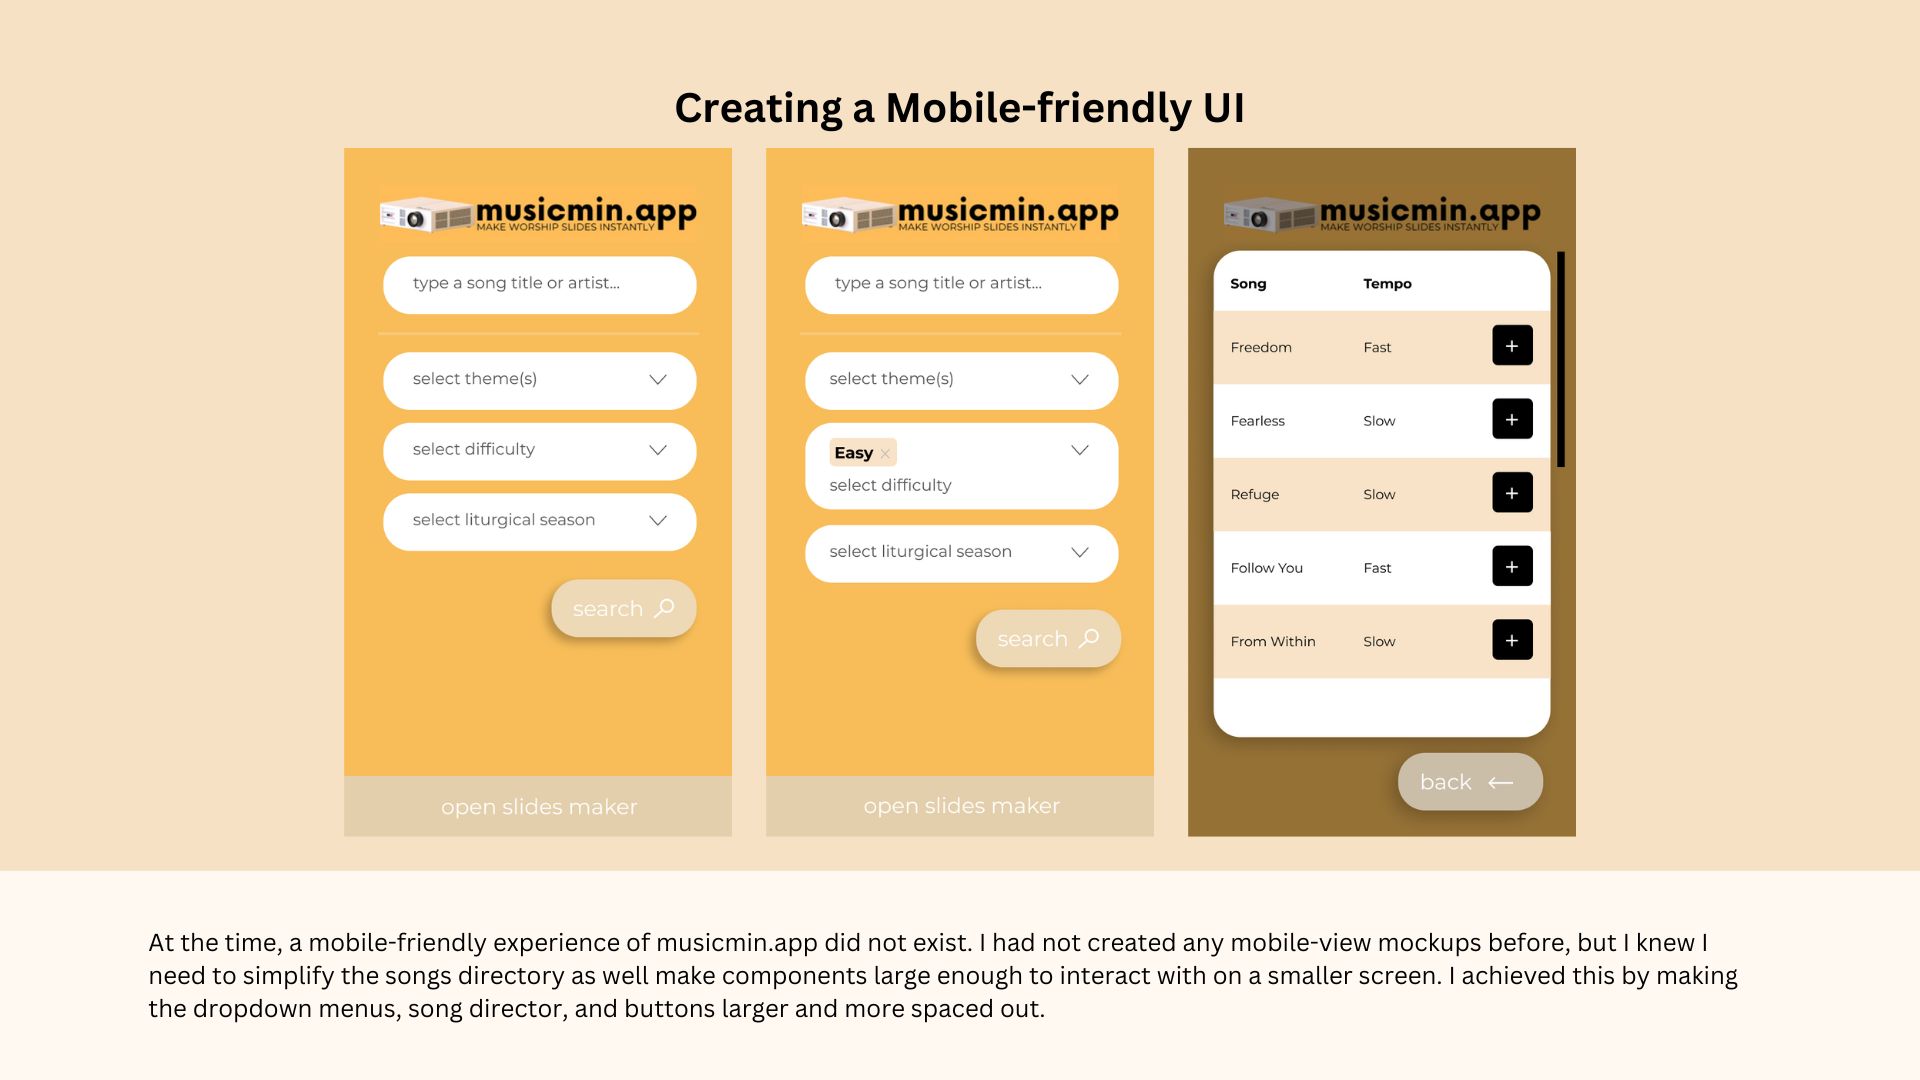 Creating a Mobile-friendly UI
musicmin.app
MAKE WORSHIP SLIDES INSTANTLY
type a song title or artist...
select theme(s)
select difficulty
select liturgical season
search
open slides maker
musicmin.app
MAKE WORSHIP SLIDES INSTANTLY
type a song title or artist...
select theme(s)
Easy ×
select difficulty
select liturgical season
search
open slides maker
musicmin.app
MAKE WORSHIP SLIDES INSTANTLY
Song Tempo
Freedom Fast +
Fearless Slow +
Refuge Slow +
Follow You Fast +
From Within Slow +
back ←
At the time, a mobile-friendly experience of musicmin.app did not exist. I had not created any mobile-view mockups before, but I knew I
need to simplify the songs directory as well make components large enough to interact with on a smaller screen. I achieved this by making
the dropdown menus, song director, and buttons larger and more spaced out.